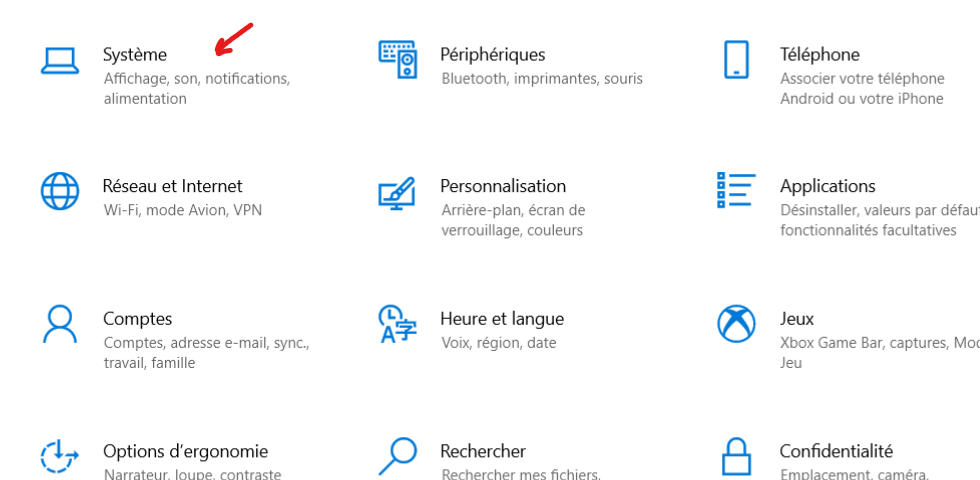 Système
Affichage, son, notifications,
alimentation
Périphériques
Bluetooth, imprimantes, souris
Téléphone
Associer votre téléphone
Android ou votre iPhone
Réseau et Internet
Wi-Fi, mode Avion, VPN
Personnalisation
Arrière-plan, écran de
verrouillage, couleurs
Applications
Désinstaller, valeurs par
fonctionnalités facultatives
Comptes
Comptes, adresse e-mail, sync.,
travail, famille
Heure et langue
Voix, région, date
Jeux
Xbox Game Bar, captures,
Jeu
Options d'ergonomie
Narrateur, loupe, contraste
Rechercher
Rechercher mes fichiers.
Confidentialité
Emplacement, caméra.